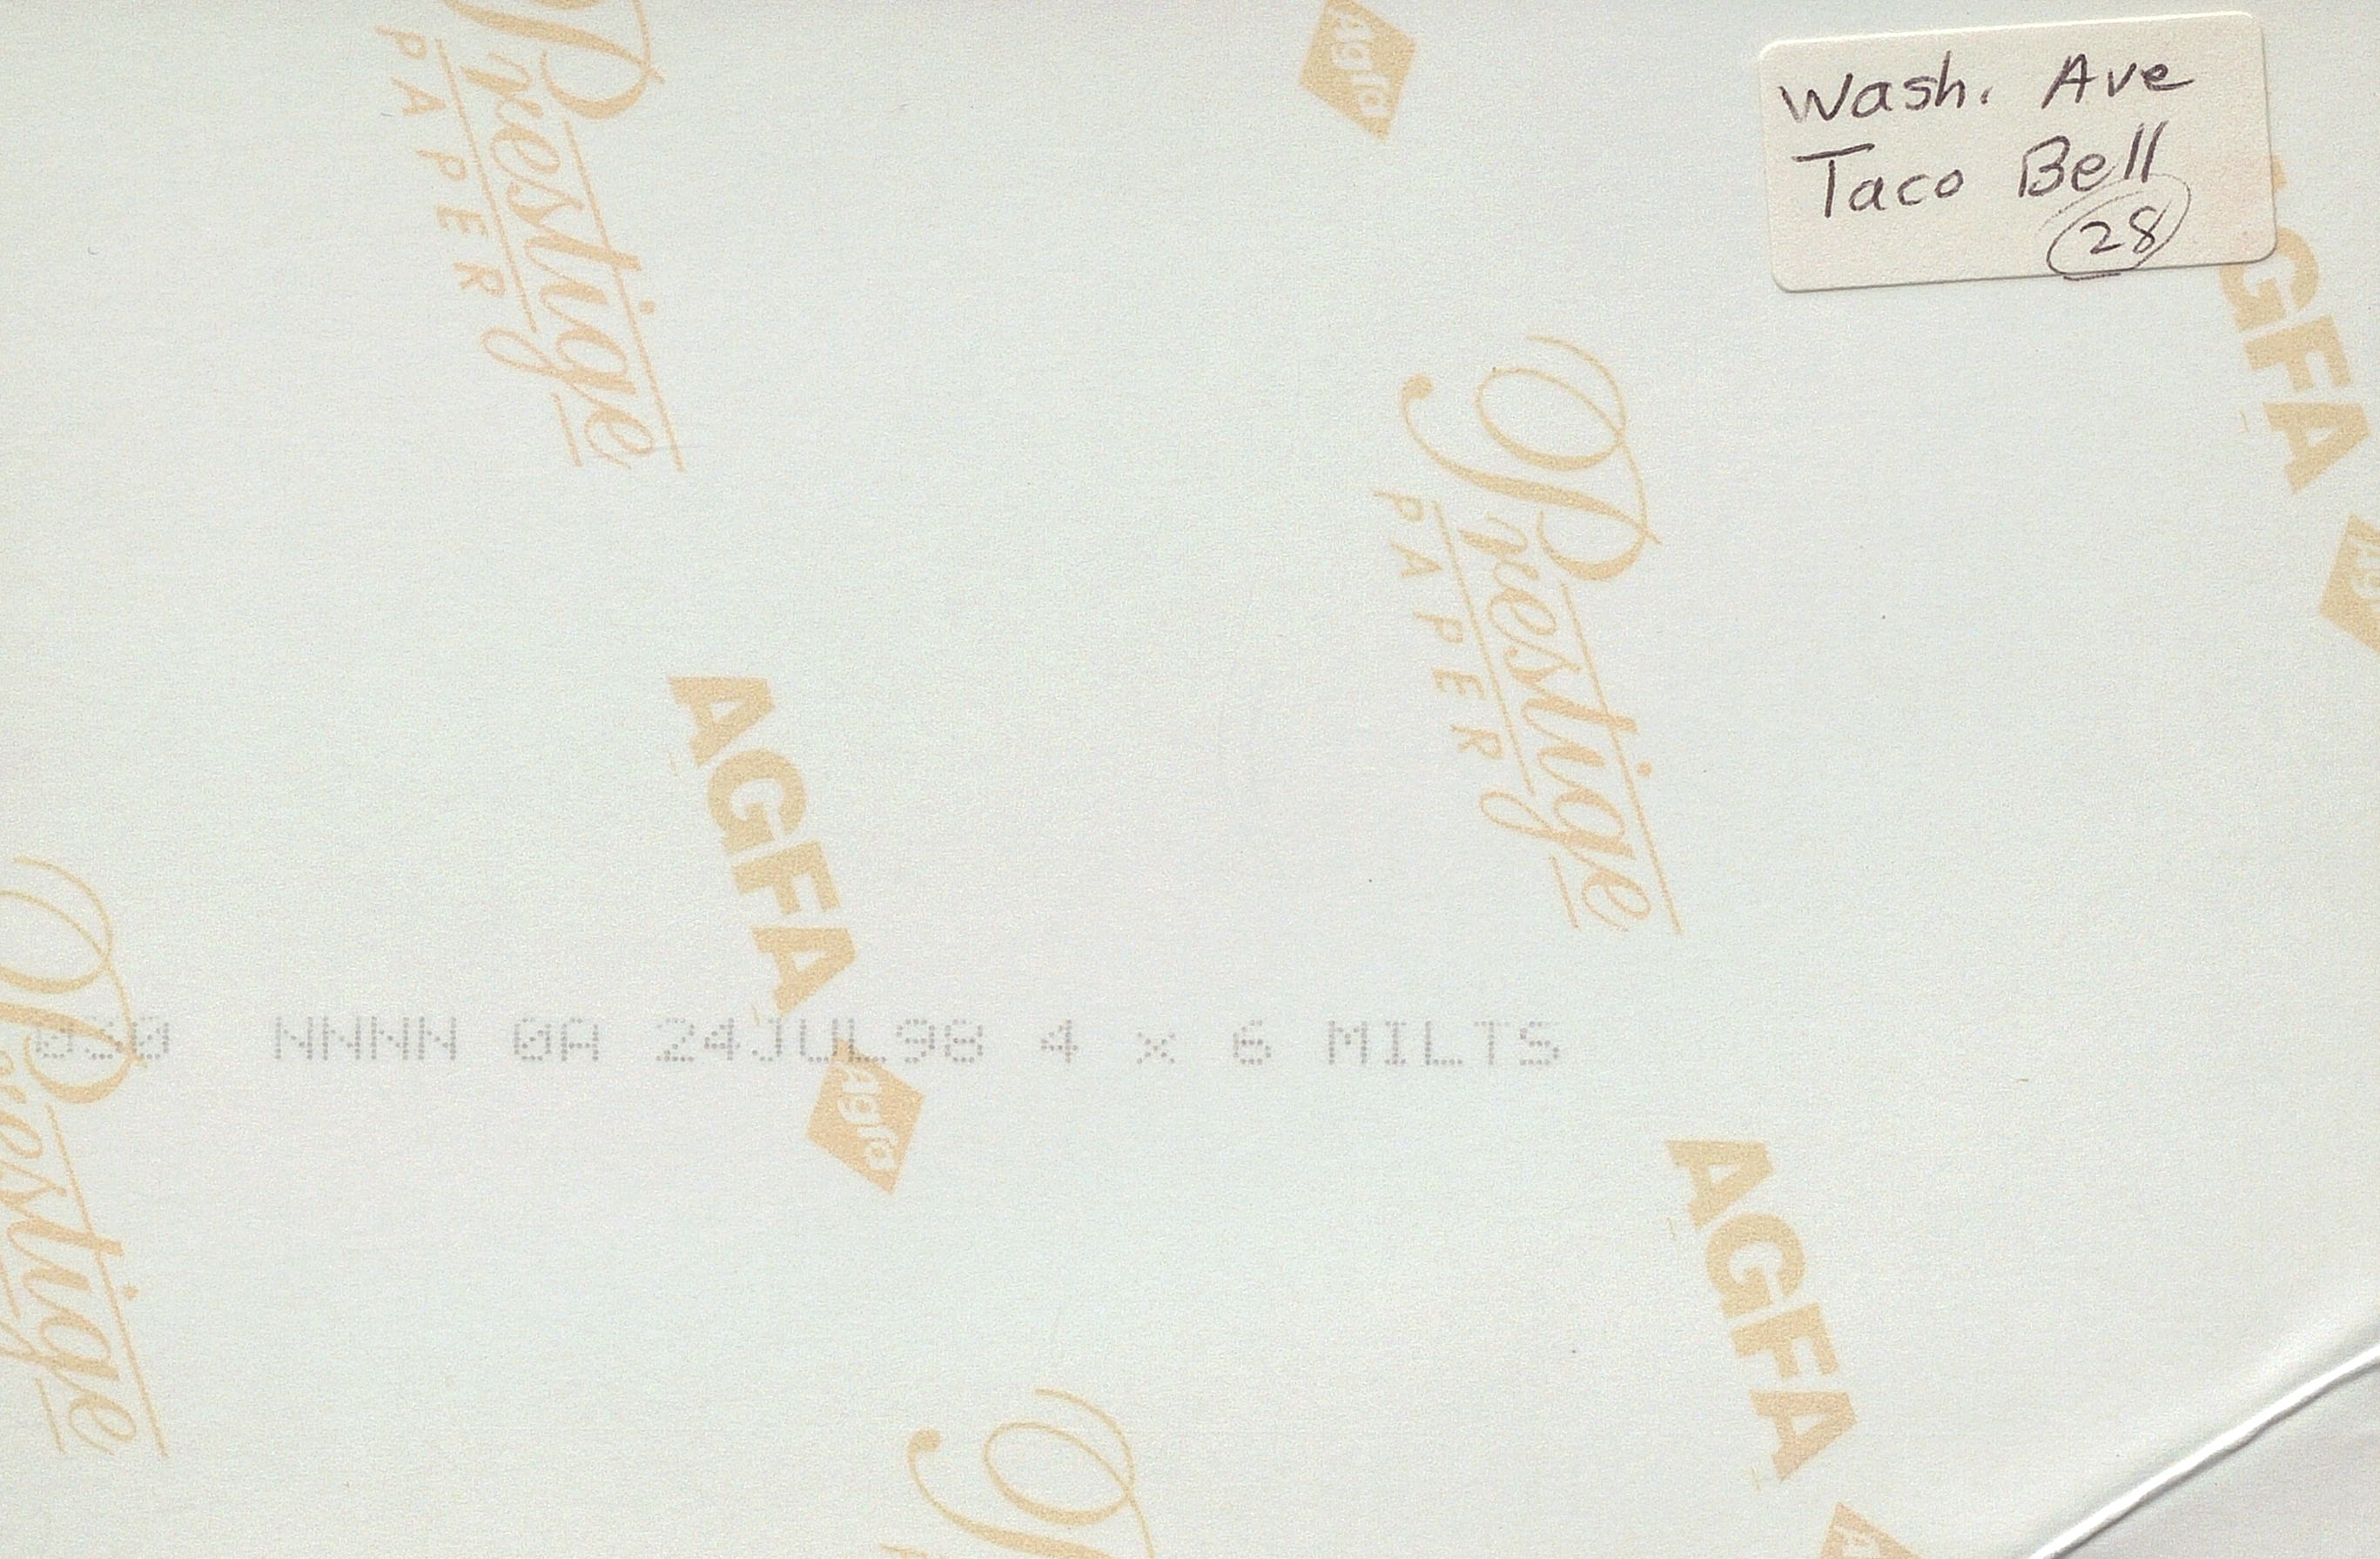 Wash. Ave
Taco Bell
28
Prestige
PAPER
Agfa
AGFA
Prestige
PAPER
AGFA
030 NNNN 0A 24JUL98 4 x 6 MILTS
Agfa
Prestige
AGFA